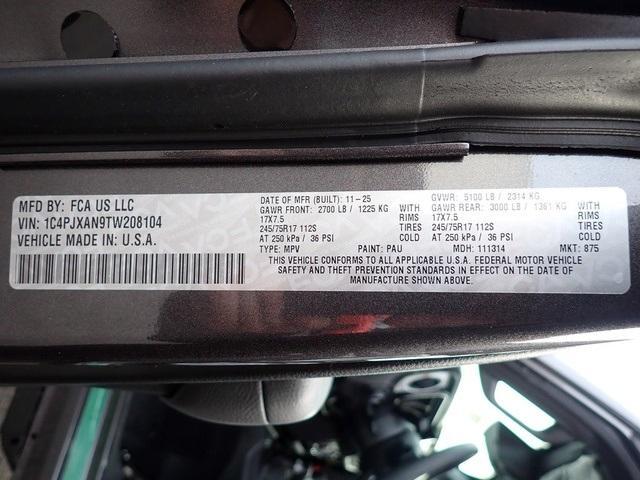 MFD BY: FCA US LLC
VIN: 1C4PJXAN9TW208104
VEHICLE MADE IN: U.S.A.
DATE OF MFR (BUILT): 11-25
GAWR FRONT: 2700 LB / 1225 KG WITH
17X7.5 RIMS
245/75R17 112S TIRES
AT 250 kPa / 36 PSI COLD
TYPE: MPV PAINT: PAU
GVWR: 5100 LB / 2314 KG
GAWR REAR: 3000 LB / 1361 KG WITH
17X7.5 RIMS
245/75R17 112S TIRES
AT 250 kPa / 36 PSI COLD
MDH: 111314 MKT: 875
THIS VEHICLE CONFORMS TO ALL APPLICABLE U.S.A. FEDERAL MOTOR VEHICLE
SAFETY AND THEFT PREVENTION STANDARDS IN EFFECT ON THE DATE OF
MANUFACTURE SHOWN ABOVE.